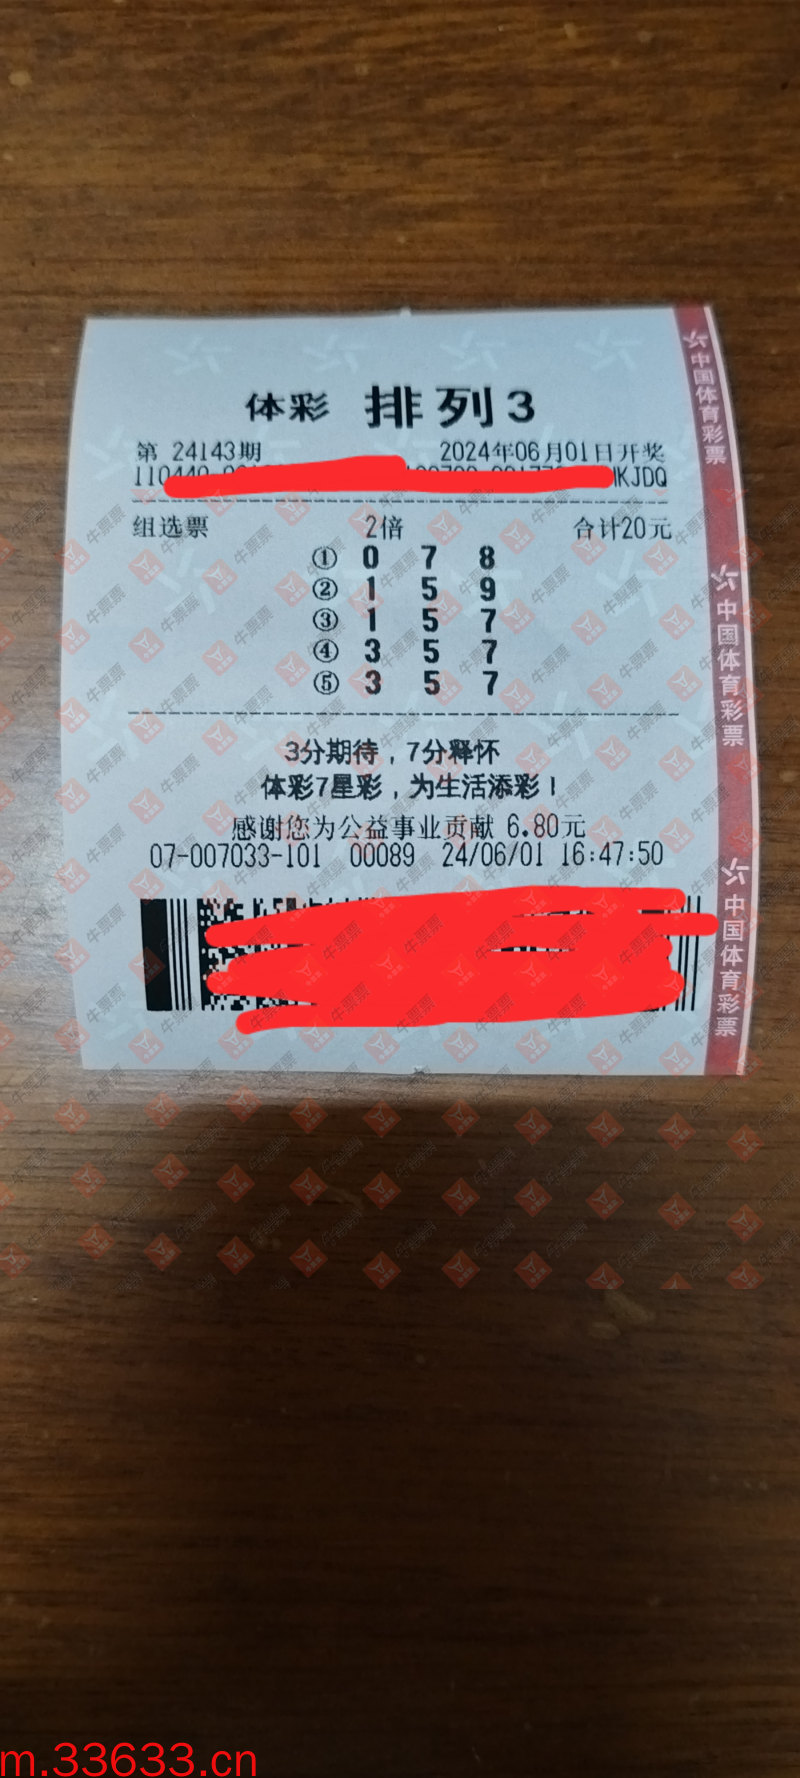 体彩 排列3
第 24143期 2024年06月01日开奖
110440 KJDQ
组选票 2倍 合计20元
① 0 7 8
② 1 5 9
③ 1 5 7
④ 3 5 7
⑤ 3 5 7
3分期待，7分释怀
体彩7星彩，为生活添彩！
感谢您为公益事业贡献 6.80元
07-007033-101 00089 24/06/01 16:47:50
中国体育彩票
中国体育彩票
中国体育彩票
牛票票
m.33633.cn